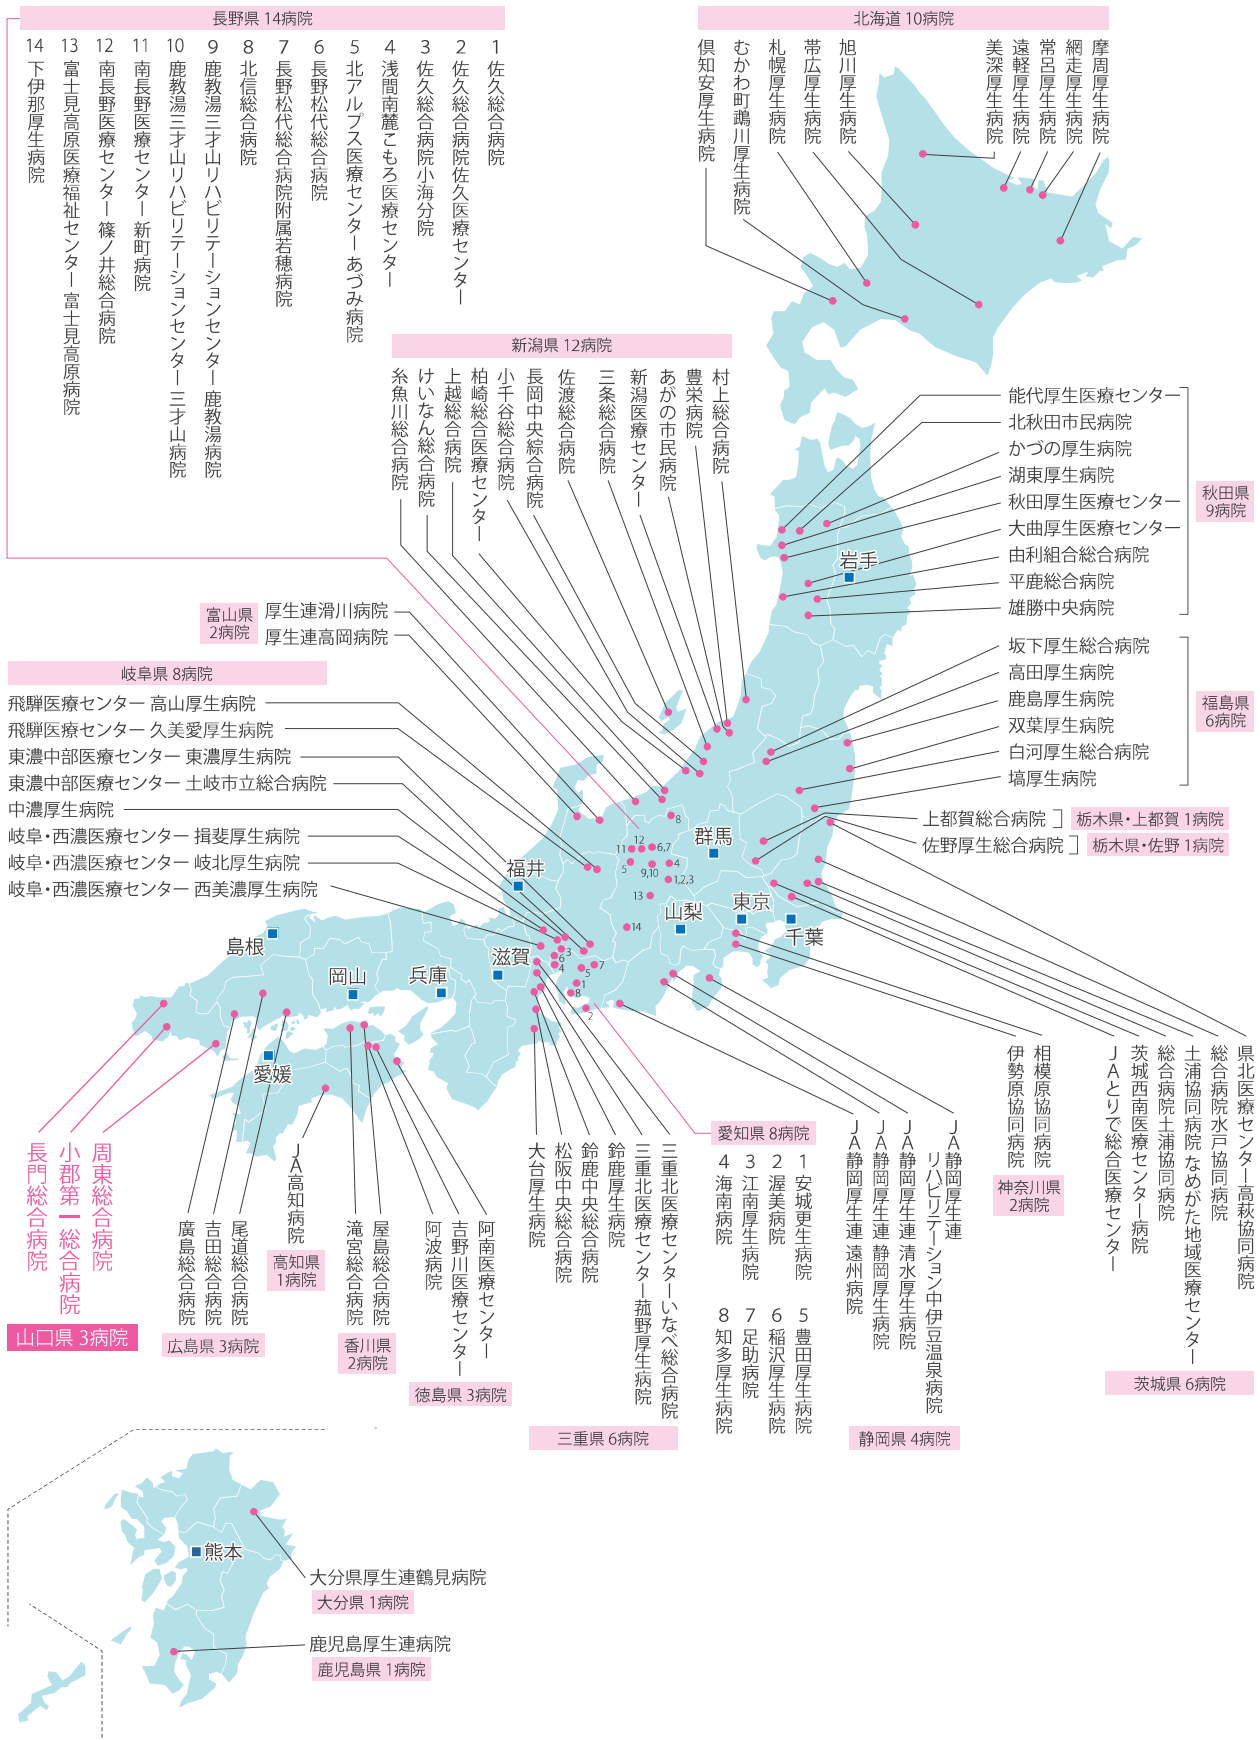 長野県 14病院
1 佐久総合病院
2 佐久総合病院佐久医療センター
3 佐久総合病院小海分院
4 浅間南麓こもろ医療センター
5 北アルプス医療センター あづみ病院
6 長野松代総合病院
7 長野松代総合病院附属若穂病院
8 北信総合病院
9 鹿教湯三才山リハビリテーションセンター 鹿教湯病院
10 鹿教湯三才山リハビリテーションセンター 三才山病院
11 南長野医療センター 新町病院
12 南長野医療センター 篠ノ井総合病院
13 富士見高原医療福祉センター 富士見高原病院
14 下伊那厚生病院
北海道 10病院
摩周厚生病院
網走厚生病院
常呂厚生病院
遠軽厚生病院
美深厚生病院
旭川厚生病院
帯広厚生病院
札幌厚生病院
むかわ町鵡川厚生病院
倶知安厚生病院
新潟県 12病院
村上総合病院
豊栄病院
あがの市民病院
新潟医療センター
三条総合病院
佐渡総合病院
長岡中央綜合病院
小千谷総合病院
柏崎総合医療センター
上越総合病院
けいなん総合病院
糸魚川総合病院
能代厚生医療センター
北秋田市民病院
かづの厚生病院
湖東厚生病院
秋田厚生医療センター
大曲厚生医療センター
由利組合総合病院
平鹿総合病院
雄勝中央病院
秋田県
9病院
岩手
富山県
2病院
厚生連滑川病院
厚生連高岡病院
坂下厚生総合病院
高田厚生病院
鹿島厚生病院
双葉厚生病院
白河厚生総合病院
塙厚生病院
福島県
6病院
岐阜県 8病院
飛騨医療センター 高山厚生病院
飛騨医療センター 久美愛厚生病院
東濃中部医療センター 東濃厚生病院
東濃中部医療センター 土岐市立総合病院
中濃厚生病院
岐阜・西濃医療センター 揖斐厚生病院
岐阜・西濃医療センター 岐北厚生病院
岐阜・西濃医療センター 西美濃厚生病院
上都賀総合病院
栃木県・上都賀 1病院
佐野厚生総合病院
栃木県・佐野 1病院
8
12
11
6,7
5
9,10
4
1,2,3
13
14
群馬
福井
山梨
東京
千葉
島根
岡山
兵庫
滋賀
愛媛
3
6
4
5
7
1
8
2
県北医療センター高萩協同病院
総合病院水戸協同病院
土浦協同病院 なめがた地域医療センター
総合病院土浦協同病院
茨城西南医療センター病院
ＪＡとりで総合医療センター
茨城県 6病院
相模原協同病院
伊勢原協同病院
神奈川県
2病院
ＪＡ静岡厚生連
リハビリテーション中伊豆温泉病院
ＪＡ静岡厚生連 清水厚生病院
ＪＡ静岡厚生連 静岡厚生病院
ＪＡ静岡厚生連 遠州病院
静岡県 4病院
愛知県 8病院
1 安城更生病院
2 渥美病院
3 江南厚生病院
4 海南病院
5 豊田厚生病院
6 稲沢厚生病院
7 足助病院
8 知多厚生病院
三重北医療センターいなべ総合病院
三重北医療センター菰野厚生病院
鈴鹿厚生病院
鈴鹿中央総合病院
松阪中央総合病院
大台厚生病院
三重県 6病院
阿南医療センター
吉野川医療センター
阿波病院
徳島県 3病院
屋島総合病院
滝宮総合病院
香川県
2病院
ＪＡ高知病院
高知県
1病院
尾道総合病院
吉田総合病院
廣島総合病院
広島県 3病院
周東総合病院
小郡第一総合病院
長門総合病院
山口県 3病院
熊本
大分県厚生連鶴見病院
大分県 1病院
鹿児島厚生連病院
鹿児島県 1病院